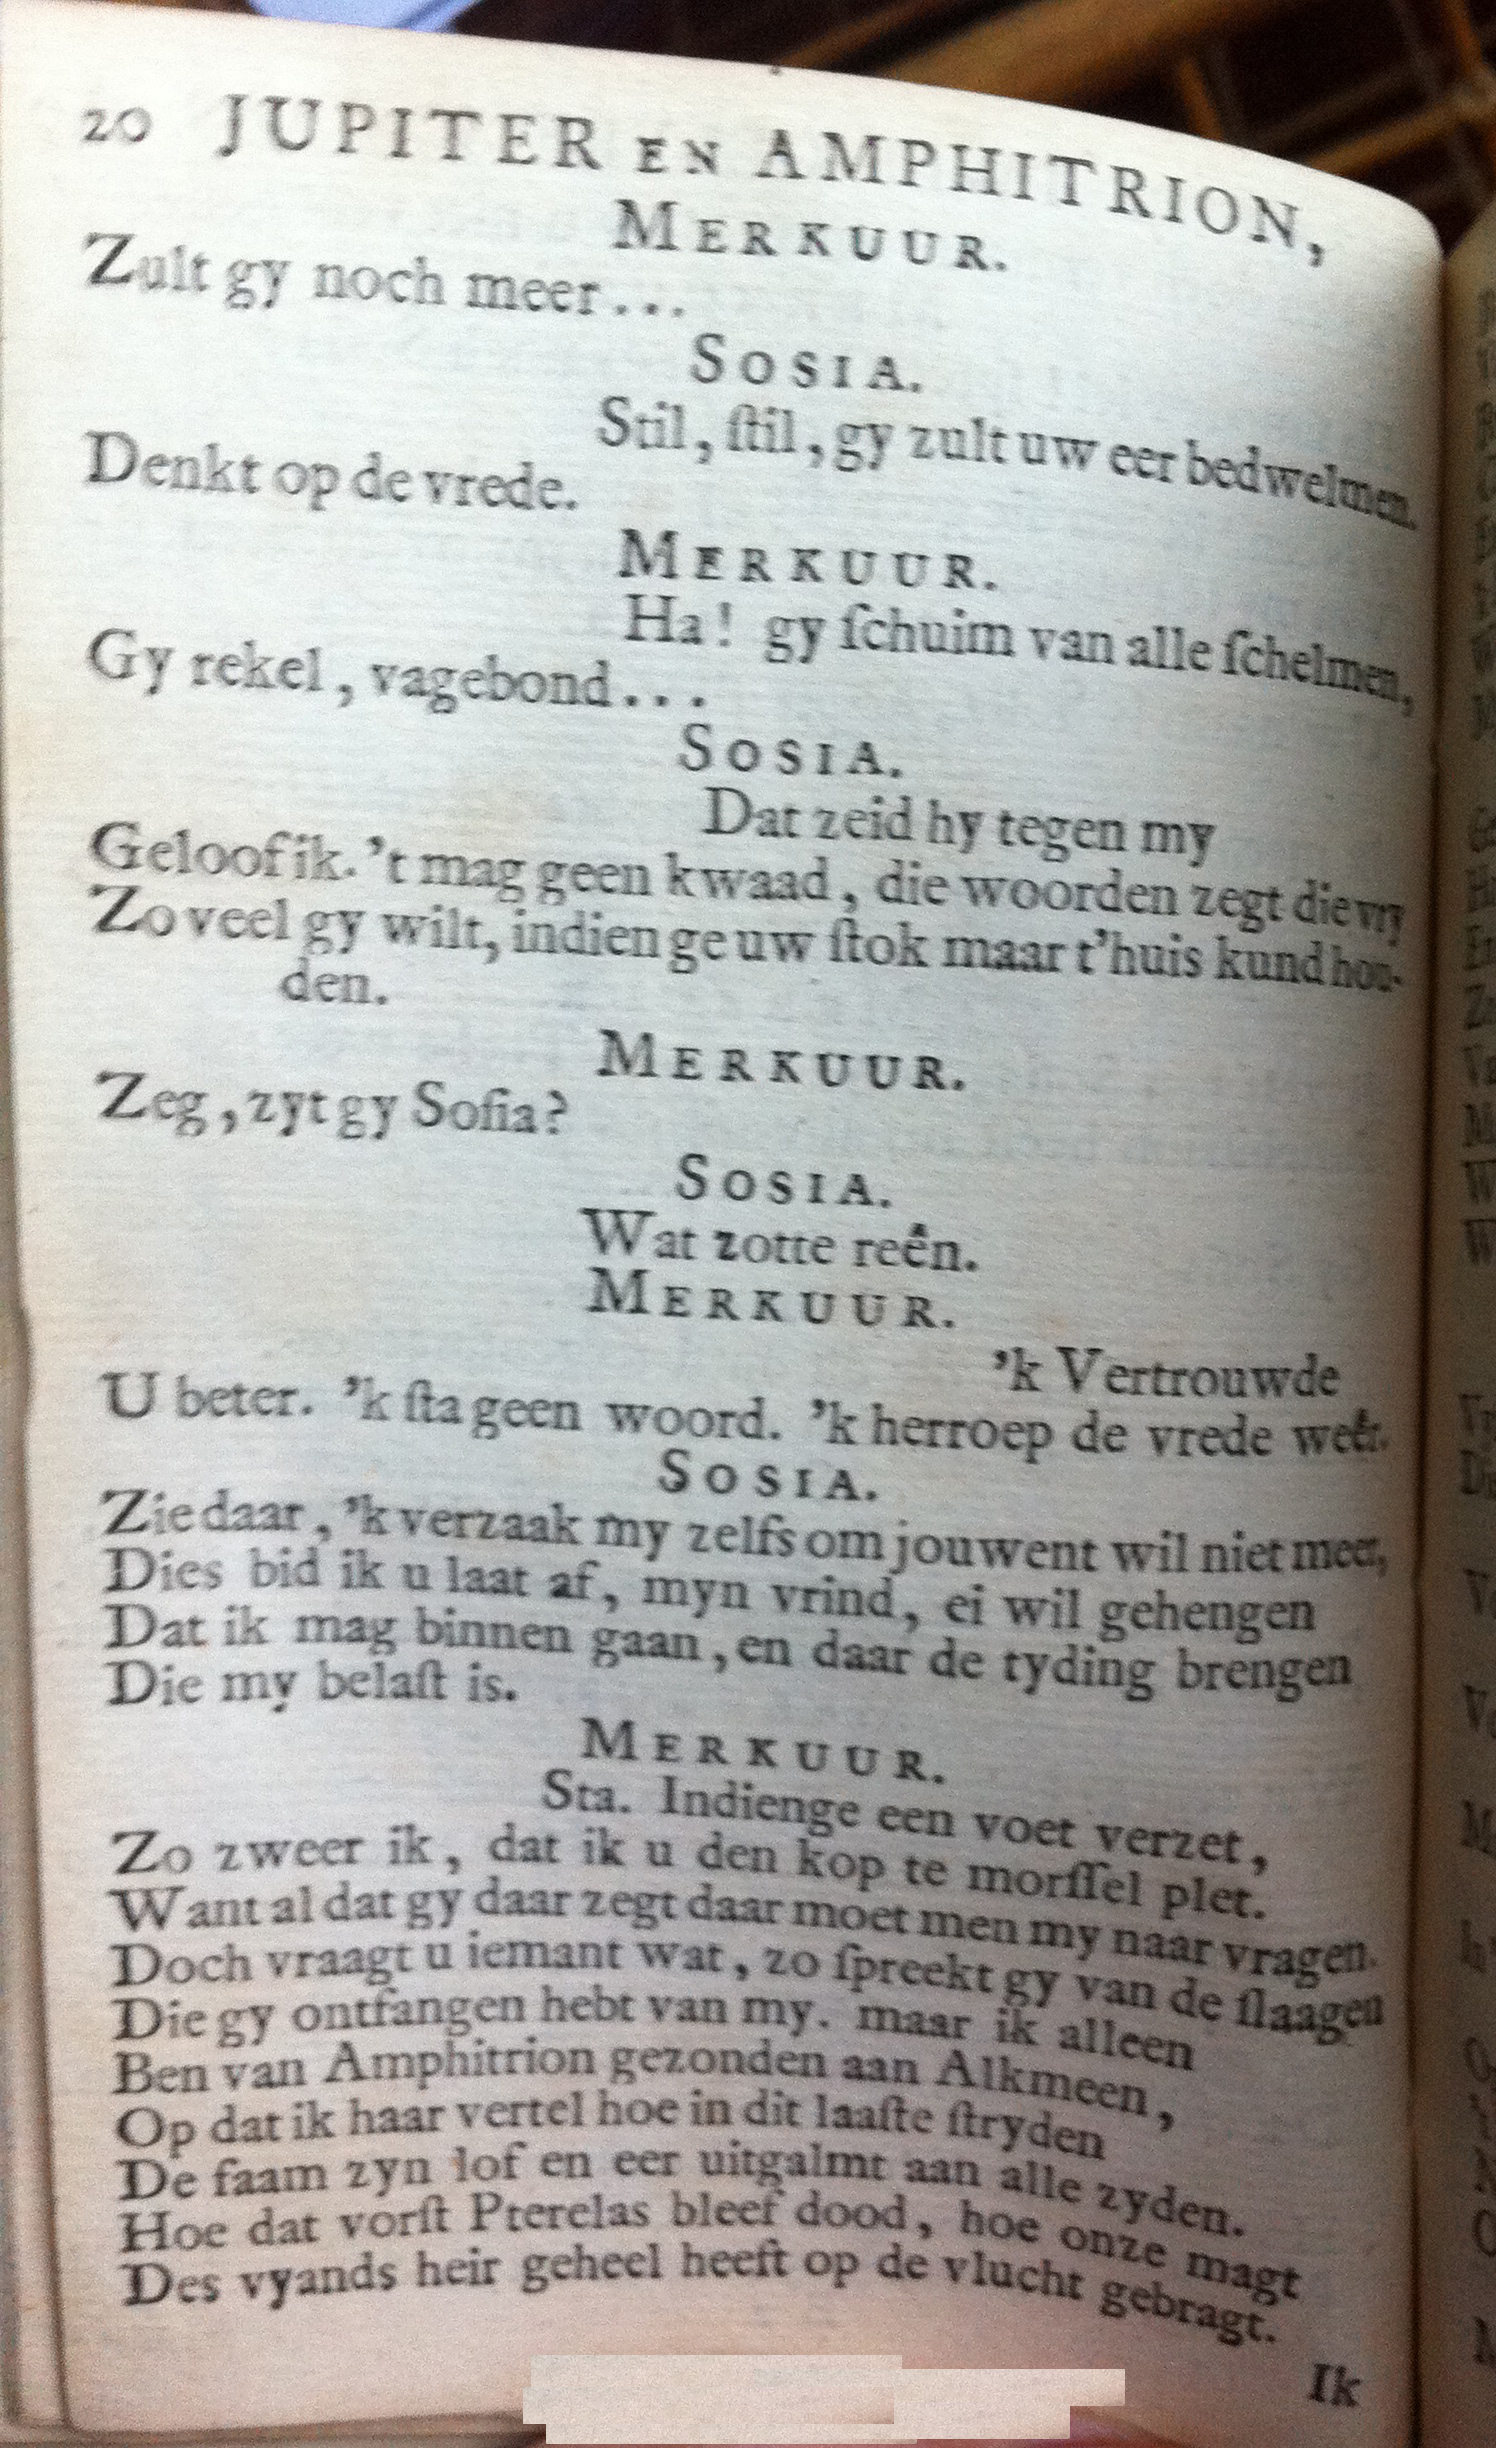 20 JUPITER EN AMPHITRION,
MERKUUR.
Zult gy noch meer...
SOSIA.
Stil, ſtil, gy zult uw eer bedwelmen.
Denkt op de vrede.
MERKUUR.
Ha! gy ſchuim van alle ſchelmen,
Gy rekel, vagebond...
SOSIA.
Dat zeid hy tegen my
Geloof ik. 't mag geen kwaad, die woorden zegt die vry
Zo veel gy wilt, indien ge uw ſtok maar t'huis kund hou-
den.
MERKUUR.
Zeg, zyt gy Soſia?
SOSIA.
Wat zotte reên.
MERKUUR.
'k Vertrouwde
U beter. 'k ſta geen woord. 'k herroep de vrede weêr.
SOSIA.
Zie daar, 'k verzaak my zelfs om jouwent wil niet meer,
Dies bid ik u laat af, myn vrind, ei wil gehengen
Dat ik mag binnen gaan, en daar de tyding brengen
Die my belaſt is.
MERKUUR.
Sta. Indienge een voet verzet,
Zo zweer ik, dat ik u den kop te morſſel plet.
Want al dat gy daar zegt daar moet men my naar vragen.
Doch vraagt u iemant wat, zo ſpreekt gy van de ſlaagen
Die gy ontfangen hebt van my. maar ik alleen
Ben van Amphitrion gezonden aan Alkmeen,
Op dat ik haar vertel hoe in dit laaſte ſtryden
De faam zyn lof en eer uitgalmt aan alle zyden.
Hoe dat vorſt Pterelas bleef dood, hoe onze magt
Des vyands heir geheel heeft op de vlucht gebragt.
Ik